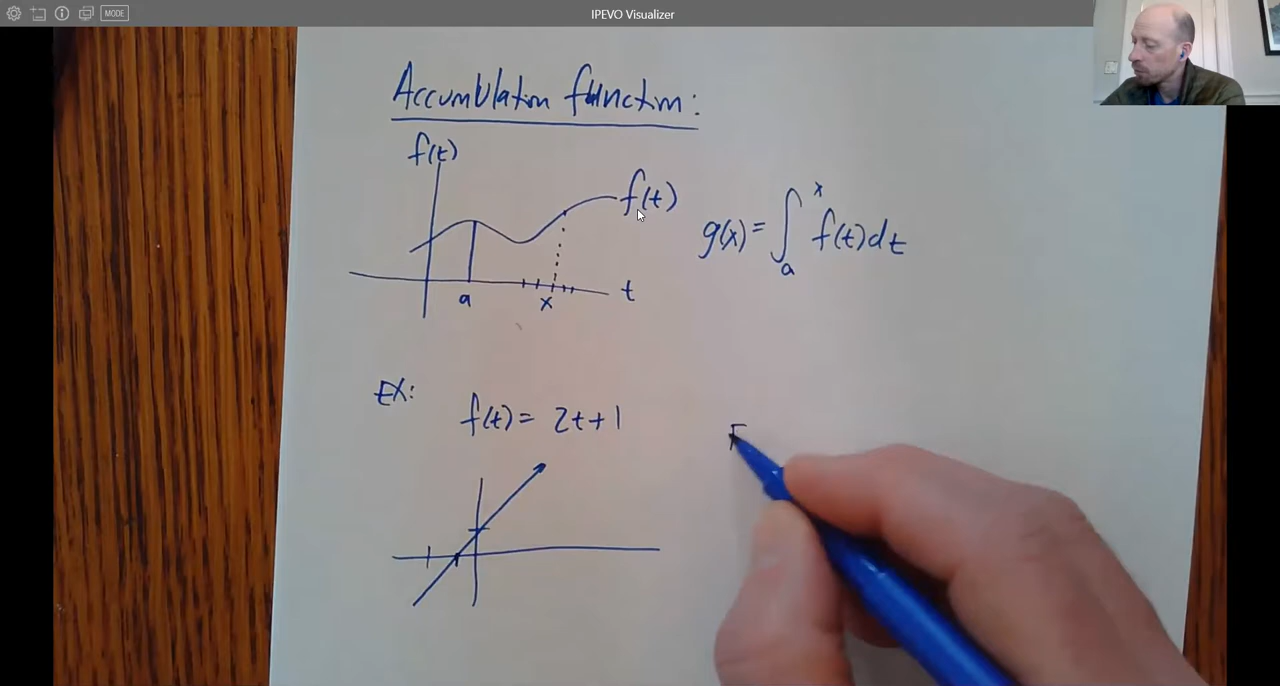 MODE
IPEVO Visualizer
Accumulation function:
f(t)
f(t)
g(x) = ∫ₐˣ f(t)dt
a
x
t
EX:
f(t) = 2t+1
F